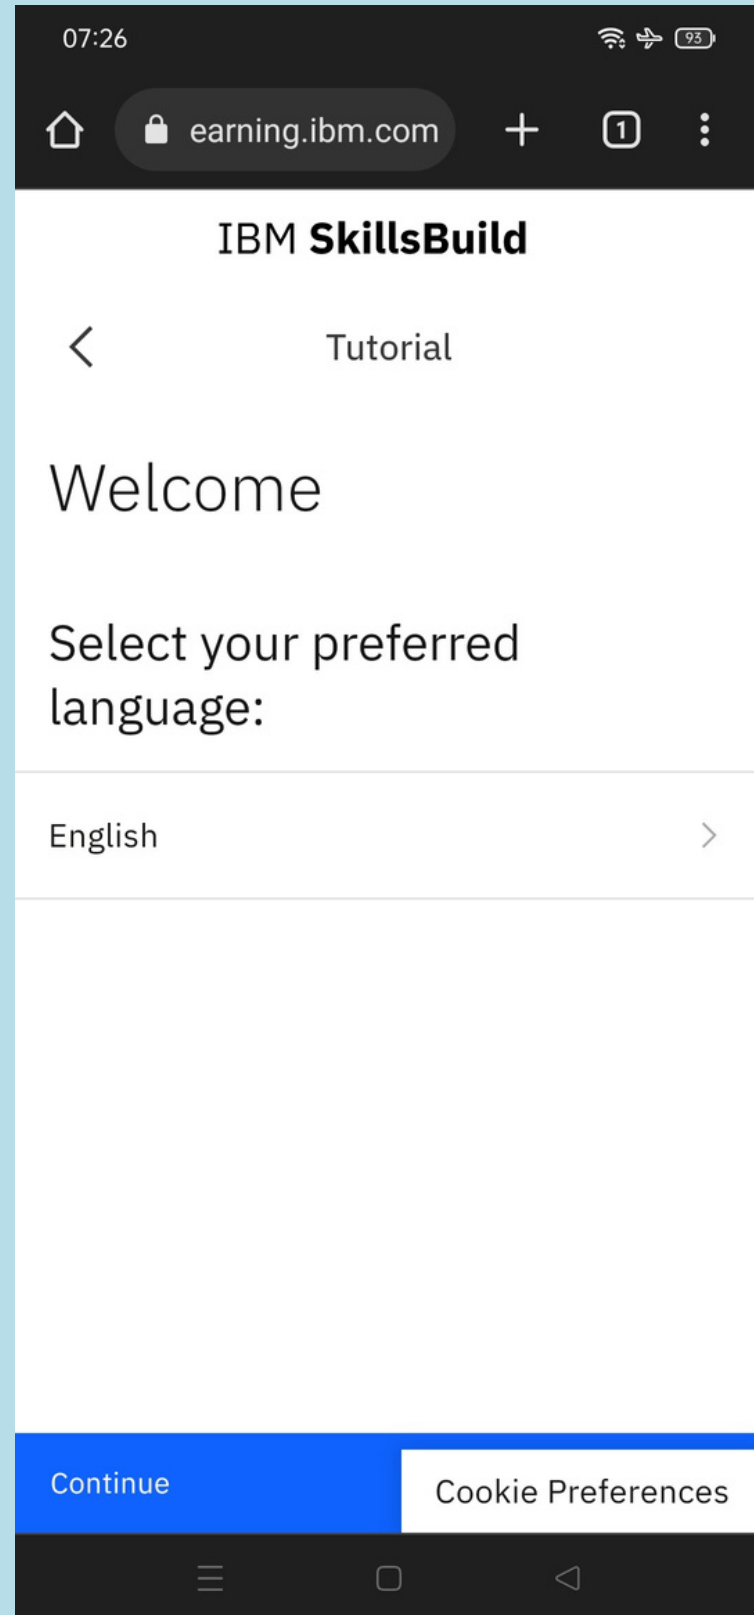 07:26
93
earning.ibm.com
1
IBM SkillsBuild
Tutorial
Welcome
Select your preferred
language:
English
Continue
Cookie Preferences